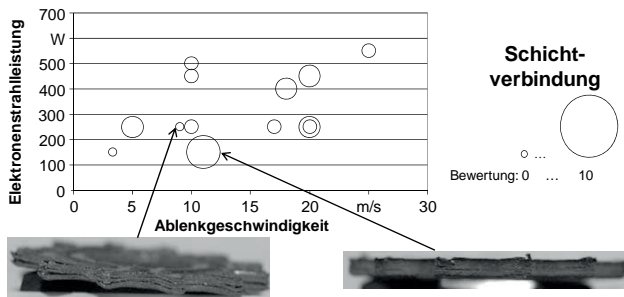 Elektronenstrahlleistung
700
W
500
400
300
200
100
0
0 5 10 15 20 m/s 30
Ablenkgeschwindigkeit
Schicht-
verbindung
...
Bewertung: 0 ... 10